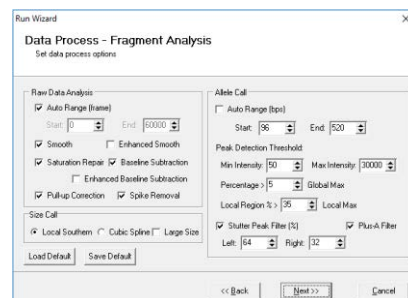 Run Wizard
Data Process - Fragment Analysis
Set data process options
Raw Data Analysis
Auto Range (frame)
Start: 0 End: 60000
Smooth Enhanced Smooth
Saturation Repair Baseline Subtraction
Enhanced Baseline Subtraction
Pull-up Correction Spike Removal
Size Call
Local Southern Cubic Spline Large Size
Load Default Save Default
Allele Call
Auto Range (bps)
Start: 96 End: 520
Peak Detection Threshold:
Min Intensity: 50 Max Intensity: 30000
Percentage > 5 Global Max
Local Region % > 35 Local Max
Stutter Peak Filter (%) Plus-A Filter
Left: 64 Right: 32
<< Back Next >> Cancel